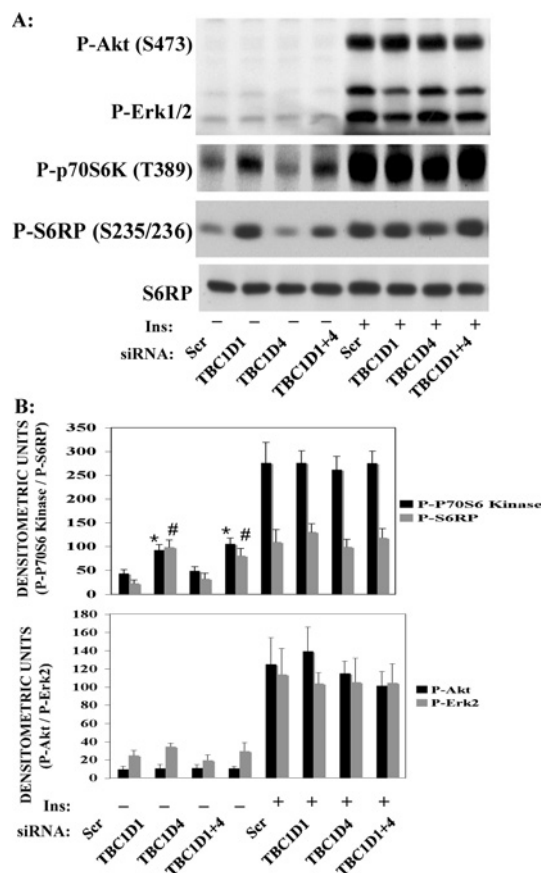 A:
P-Akt (S473)
P-Erk1/2
P-p70S6K (T389)
P-S6RP (S235/236)
S6RP
Ins: – – – – + + + +
siRNA: Scr TBC1D1 TBC1D4 TBC1D1+4 Scr TBC1D1 TBC1D4 TBC1D1+4
B:
DENSITOMETRIC UNITS
(P-P70S6 Kinase / P-S6RP)
350
300
250
200
150
100
50
0
* # * #
P-P70S6 Kinase
P-S6RP
DENSITOMETRIC UNITS
(P-Akt / P-Erk2)
180
160
140
120
100
80
60
40
20
0
P-Akt
P-Erk2
Ins: – – – – + + + +
siRNA: Scr TBC1D1 TBC1D4 TBC1D1+4 Scr TBC1D1 TBC1D4 TBC1D1+4